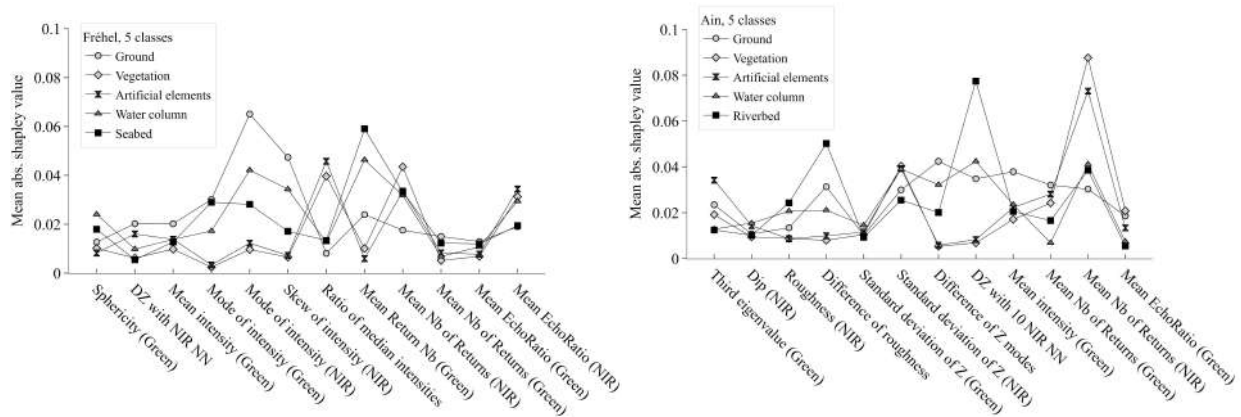 Fréhel, 5 classes
Ground
Vegetation
Artificial elements
Water column
Seabed
Mean abs. shapley value
0.1
0.08
0.06
0.04
0.02
0
Sphericity (Green)
DZ with NIR NN
Mean intensity (Green)
Mode of intensity (Green)
Mode of intensity (NIR)
Skew of intensity (NIR)
Ratio of median intensities
Mean Returns Nb (Green)
Mean Nb of Returns (NIR)
Mean Nb of Returns (Green)
Mean EchoRatio (Green)
Mean EchoRatio (NIR)
Ain, 5 classes
Ground
Vegetation
Artificial elements
Water column
Riverbed
Mean abs. shapley value
0.1
0.08
0.06
0.04
0.02
0
Third eigenvalue (Green)
Dip (NIR)
Roughness (NIR)
Difference of roughness
Standard deviation of Z (Green)
Standard deviation of Z (NIR)
Difference of Z modes
DZ with 10 NIR NN
Mean intensity (Green)
Mean Nb of Returns (Green)
Mean Nb of Returns (NIR)
Mean EchoRatio (Green)